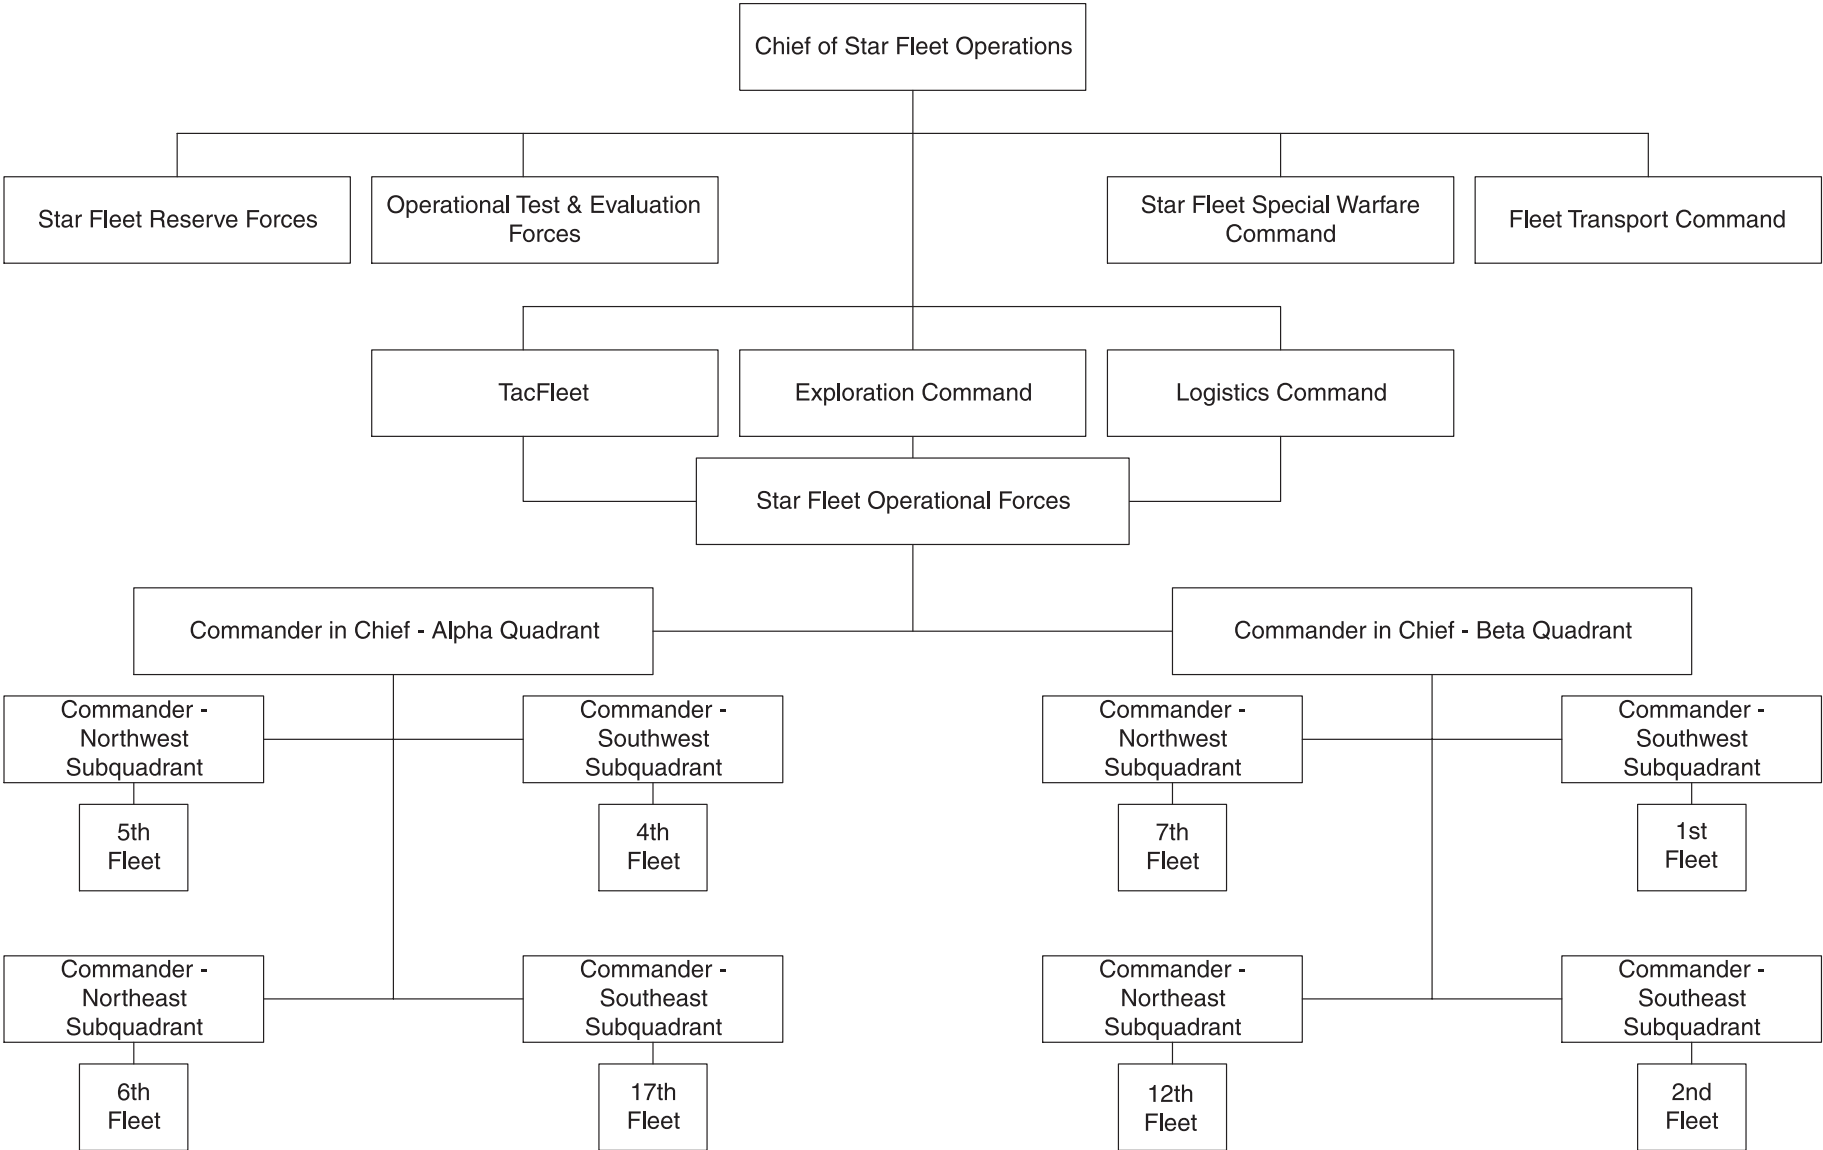 Chief of Star Fleet Operations
Star Fleet Reserve Forces
Operational Test & Evaluation
Forces
Star Fleet Special Warfare
Command
Fleet Transport Command
TacFleet
Exploration Command
Logistics Command
Star Fleet Operational Forces
Commander in Chief - Alpha Quadrant
Commander in Chief - Beta Quadrant
Commander -
Northwest
Subquadrant
Commander -
Southwest
Subquadrant
Commander -
Northwest
Subquadrant
Commander -
Southwest
Subquadrant
5th
Fleet
4th
Fleet
7th
Fleet
1st
Fleet
Commander -
Northeast
Subquadrant
Commander -
Southeast
Subquadrant
Commander -
Northeast
Subquadrant
Commander -
Southeast
Subquadrant
6th
Fleet
17th
Fleet
12th
Fleet
2nd
Fleet